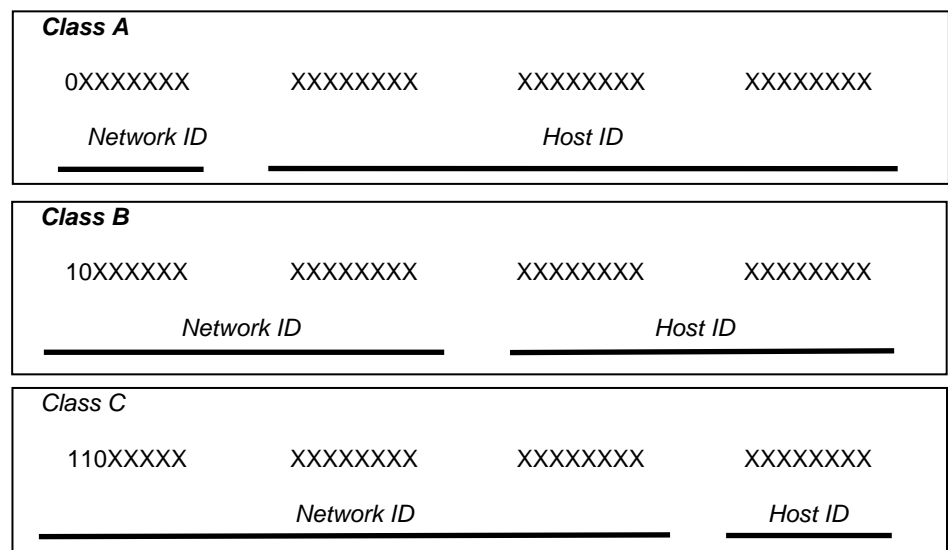 Class A
0XXXXXXX XXXXXXXX XXXXXXXX XXXXXXXX
Network ID Host ID
Class B
10XXXXXX XXXXXXXX XXXXXXXX XXXXXXXX
Network ID Host ID
Class C
110XXXXX XXXXXXXX XXXXXXXX XXXXXXXX
Network ID Host ID